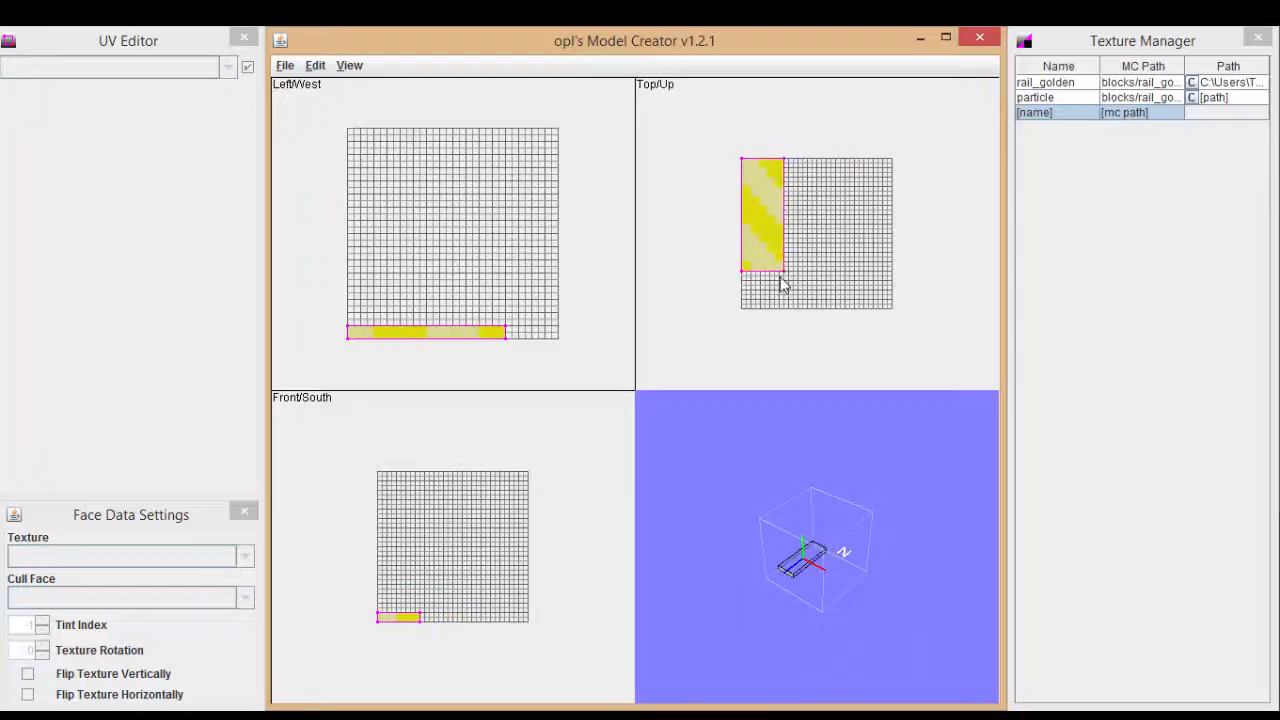 UV Editor
Face Data Settings
Texture
Cull Face
-1 Tint Index
0 Texture Rotation
Flip Texture Vertically
Flip Texture Horizontally
opl's Model Creator v1.2.1
File Edit View
Left/West
Top/Up
Front/South
N
Texture Manager
Name MC Path Path
rail_golden blocks/rail_go... C C:\Users\T...
particle blocks/rail_go... C [path]
[name] [mc path]